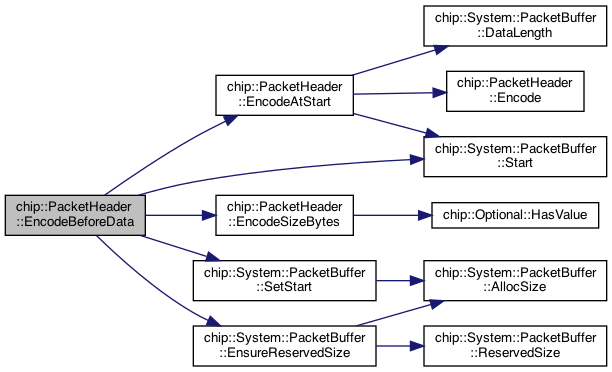 chip::System::PacketBuffer
::DataLength
chip::PacketHeader
::EncodeAtStart
chip::PacketHeader
::Encode
chip::System::PacketBuffer
::Start
chip::PacketHeader
::EncodeBeforeData
chip::PacketHeader
::EncodeSizeBytes
chip::Optional::HasValue
chip::System::PacketBuffer
::SetStart
chip::System::PacketBuffer
::AllocSize
chip::System::PacketBuffer
::EnsureReservedSize
chip::System::PacketBuffer
::ReservedSize